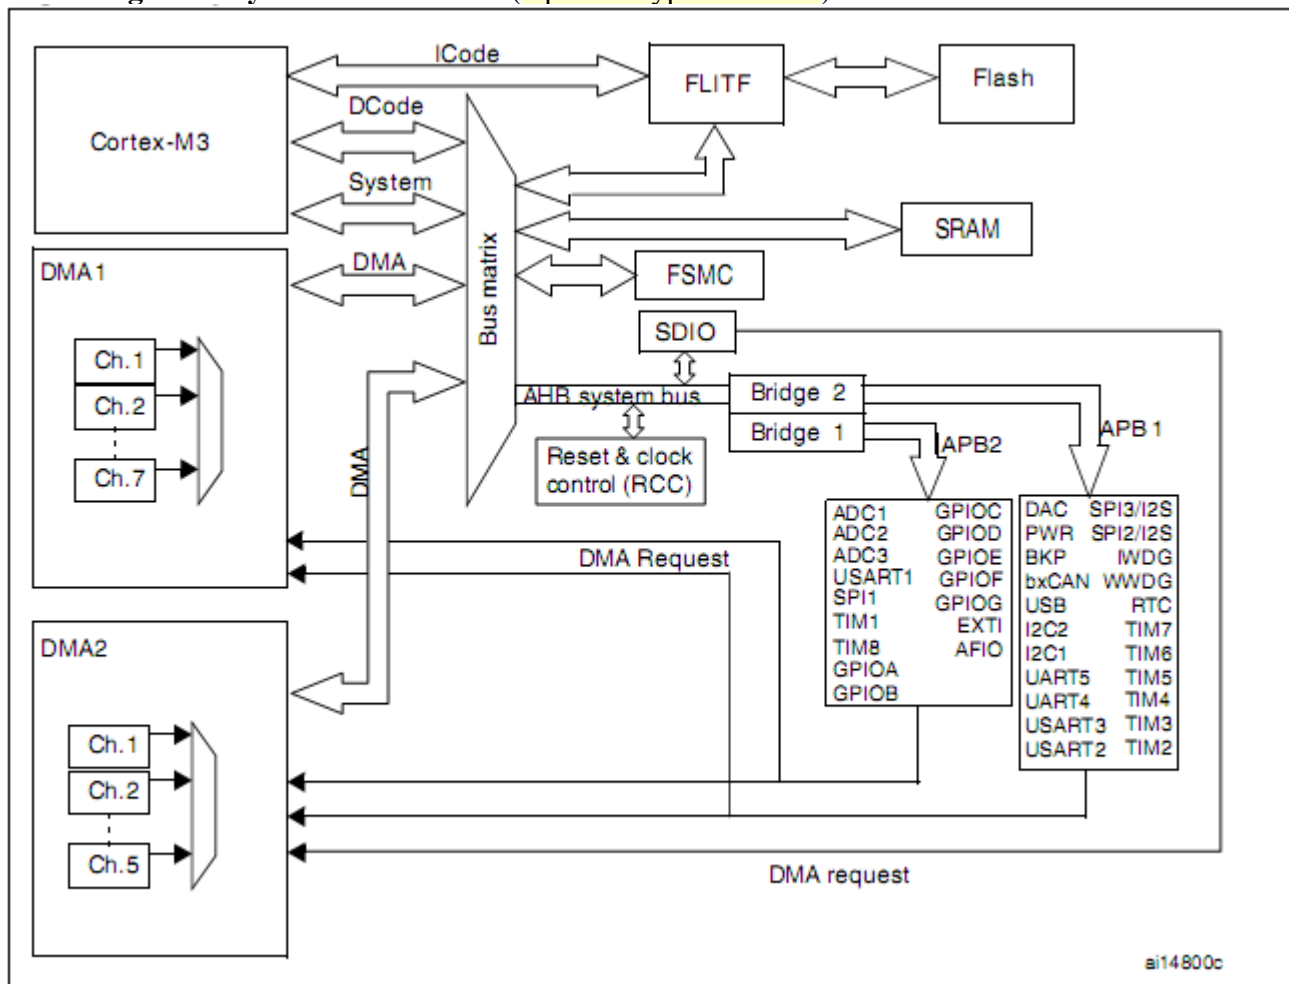 ICode
FLITF
Flash
Cortex-M3
DCode
System
SRAM
DMA1
DMA
FSMC
Bus matrix
SDIO
Ch.1
Ch.2
Ch.7
AHB system bus
Bridge 2
Bridge 1
APB2
APB1
Reset & clock
control (RCC)
DMA
DMA Request
ADC1 GPIOC
ADC2 GPIOD
ADC3 GPIOE
USART1 GPIOF
SPI1 GPIOG
TIM1 EXTI
TIM8 AFIO
GPIOA
GPIOB
DAC SPI3/I2S
PWR SPI2/I2S
BKP IWDG
bxCAN WWDG
USB RTC
I2C2 TIM7
I2C1 TIM6
UART5 TIM5
UART4 TIM4
USART3 TIM3
USART2 TIM2
DMA2
Ch.1
Ch.2
Ch.5
DMA request
ai14800c